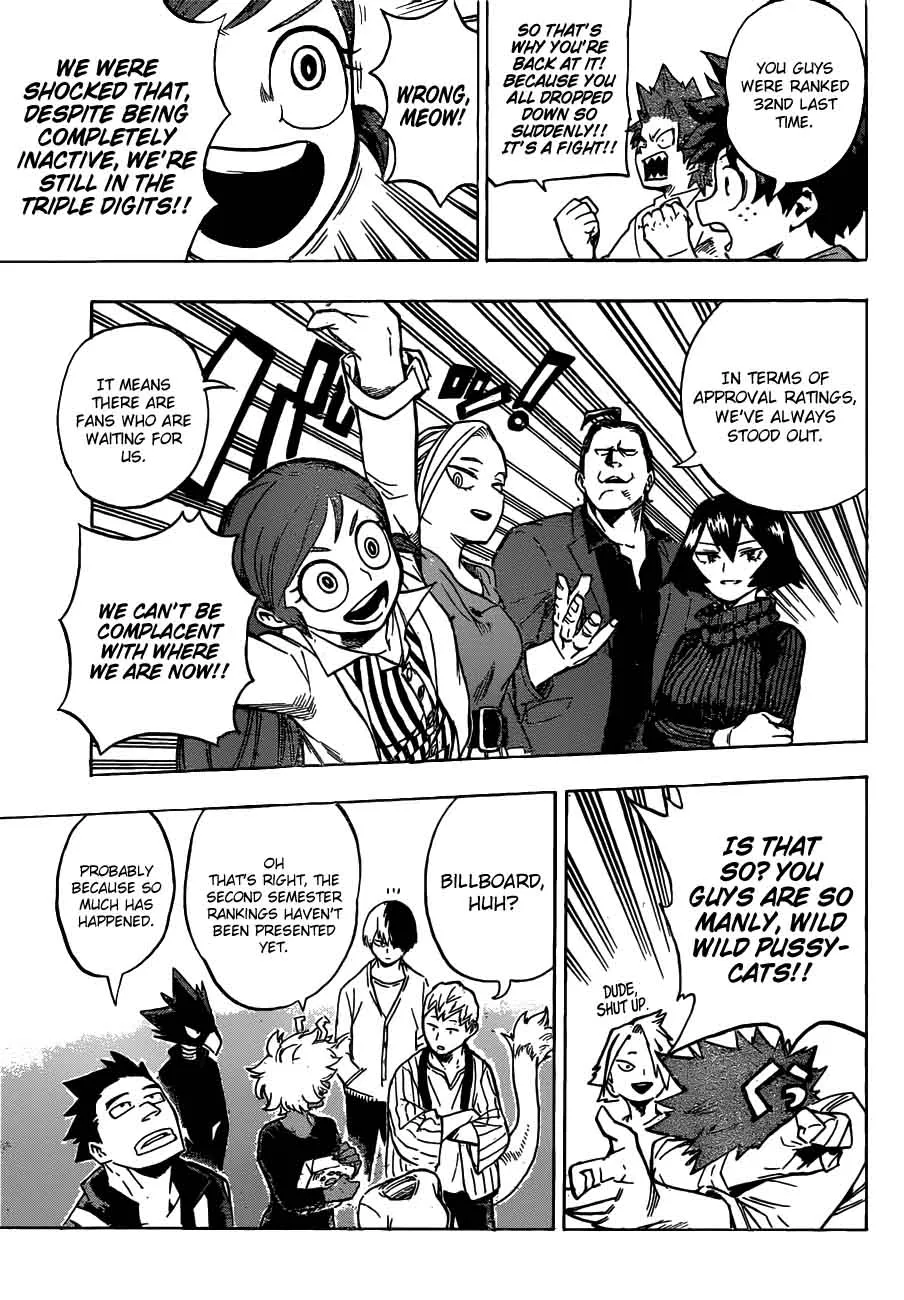 YOU GUYS
WERE RANKED
32ND LAST
TIME.
SO THAT'S
WHY YOU'RE
BACK AT IT!
BECAUSE YOU
ALL DROPPED
DOWN SO
SUDDENLY!!
IT'S A FIGHT!!
WRONG,
MEOW!
WE WERE
SHOCKED THAT,
DESPITE BEING
COMPLETELY
INACTIVE, WE'RE
STILL IN THE
TRIPLE DIGITS!!
IN TERMS OF
APPROVAL RATINGS,
WE'VE ALWAYS
STOOD OUT.
IT MEANS
THERE ARE
FANS WHO ARE
WAITING FOR
US.
WE CAN'T BE
COMPLACENT
WITH WHERE
WE ARE NOW!!
IS THAT
SO? YOU
GUYS ARE SO
MANLY, WILD
WILD PUSSY-
CATS!!
DUDE,
SHUT UP.
BILLBOARD,
HUH?
OH
THAT'S RIGHT, THE
SECOND SEMESTER
RANKINGS HAVEN'T
BEEN PRESENTED
YET.
PROBABLY
BECAUSE SO
MUCH HAS
HAPPENED.